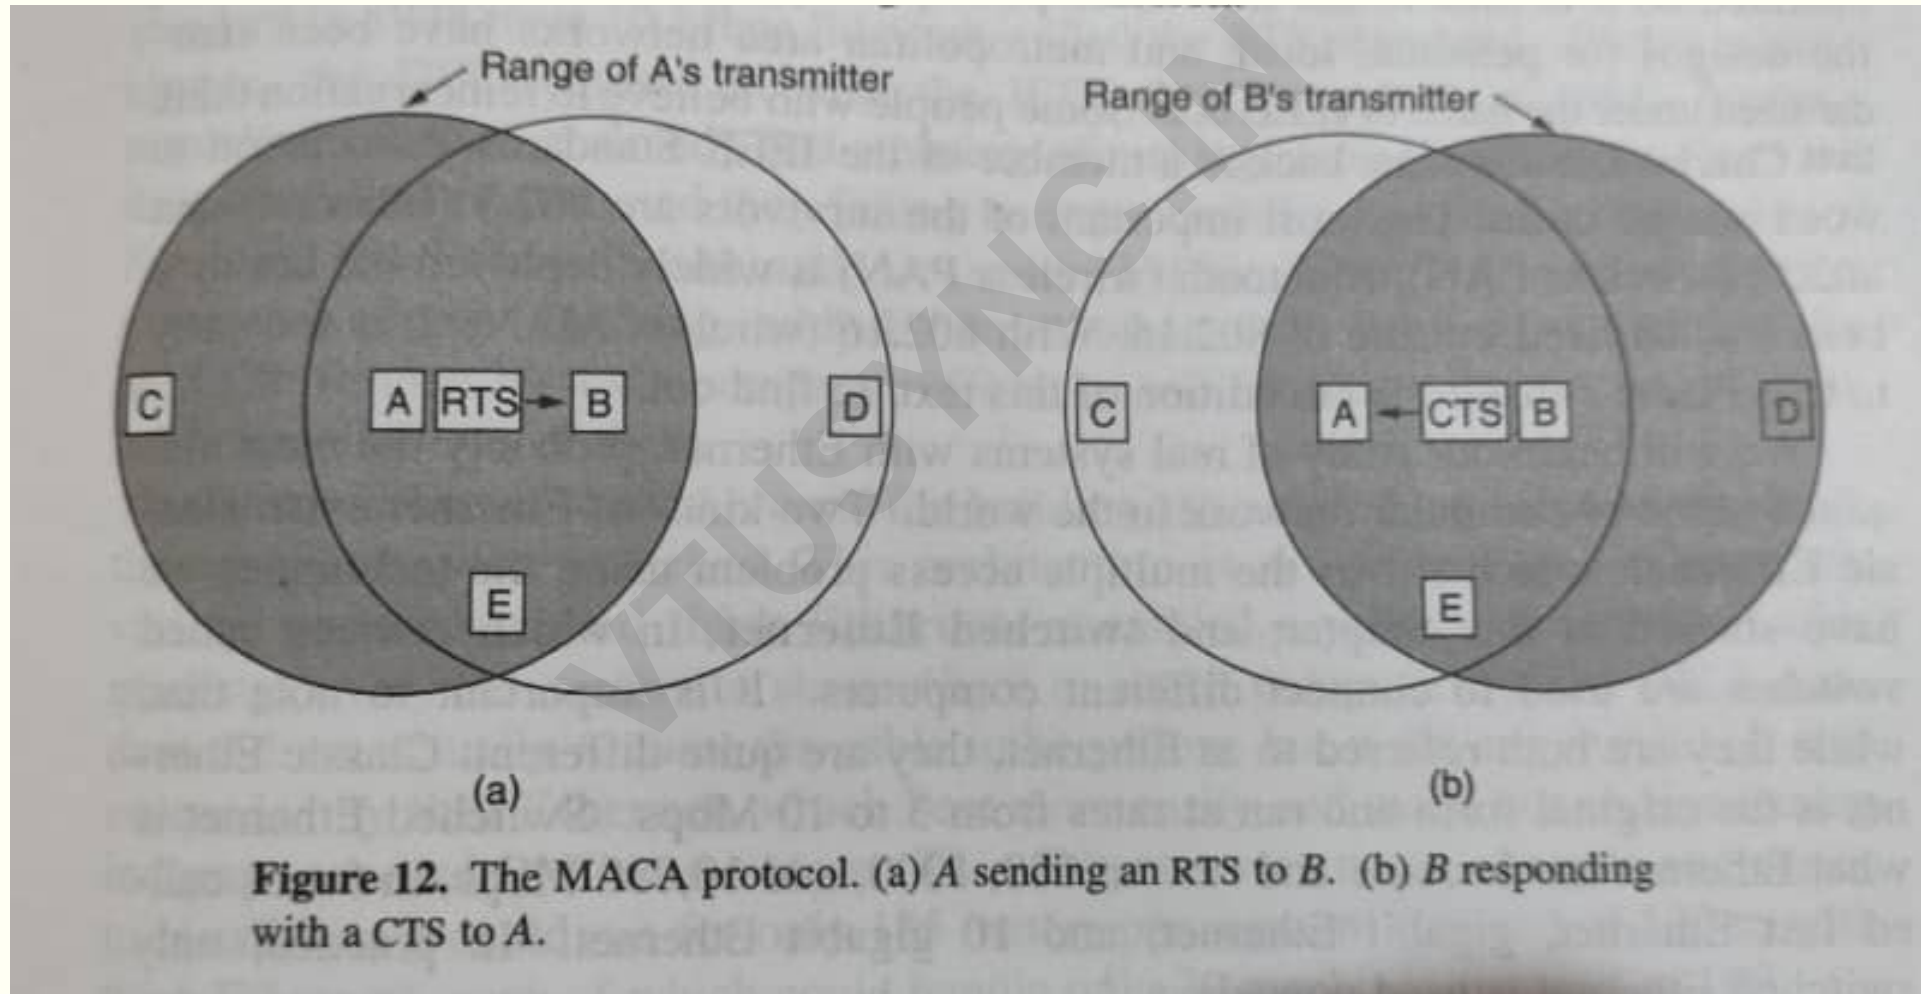 Range of A's transmitter
Range of B's transmitter
C A RTS B D
E
C A CTS B D
E
VTUSYNC.IN
(a)
(b)
Figure 12. The MACA protocol. (a) A sending an RTS to B. (b) B responding
with a CTS to A.